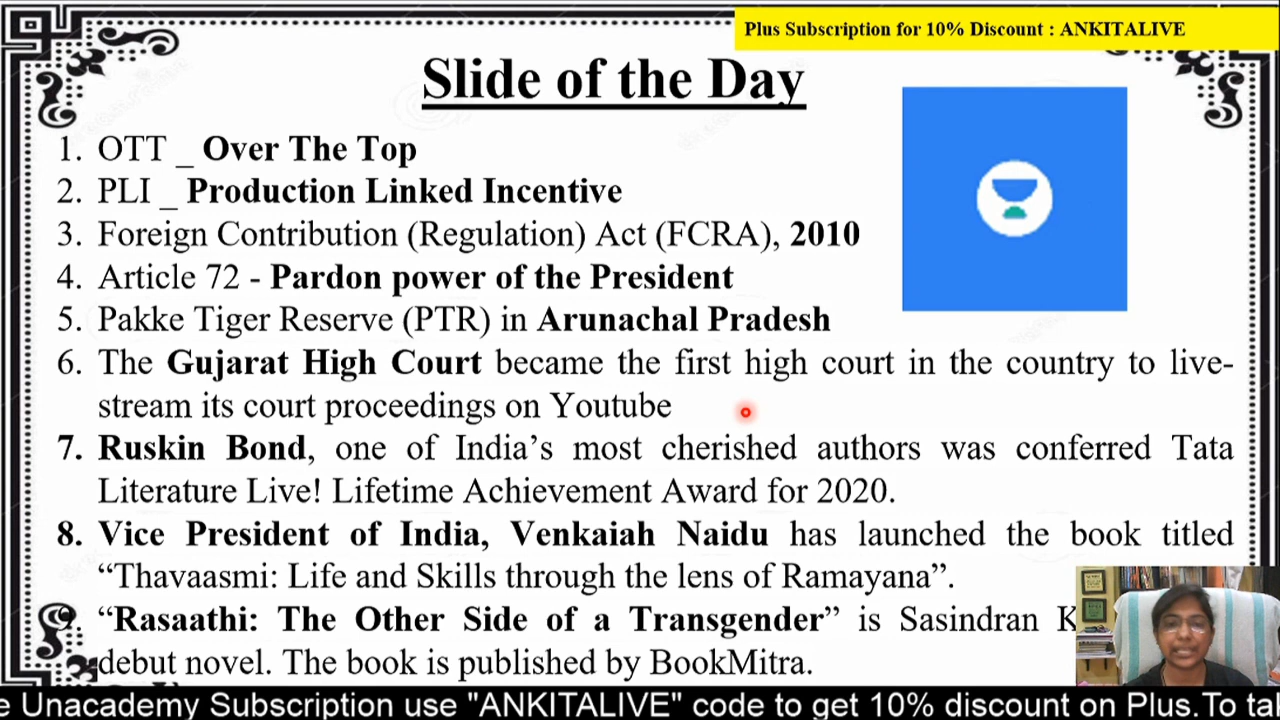 Plus Subscription for 10% Discount : ANKITALIVE
Slide of the Day
1. OTT _ Over The Top
2. PLI _ Production Linked Incentive
3. Foreign Contribution (Regulation) Act (FCRA), 2010
4. Article 72 - Pardon power of the President
5. Pakke Tiger Reserve (PTR) in Arunachal Pradesh
6. The Gujarat High Court became the first high court in the country to live-
stream its court proceedings on Youtube
7. Ruskin Bond, one of India’s most cherished authors was conferred Tata
Literature Live! Lifetime Achievement Award for 2020.
8. Vice President of India, Venkaiah Naidu has launched the book titled
“Thavaasmi: Life and Skills through the lens of Ramayana”.
9. “Rasaathi: The Other Side of a Transgender” is Sasindran
debut novel. The book is published by BookMitra.
e Unacademy Subscription use "ANKITALIVE" code to get 10% discount on Plus.To ta